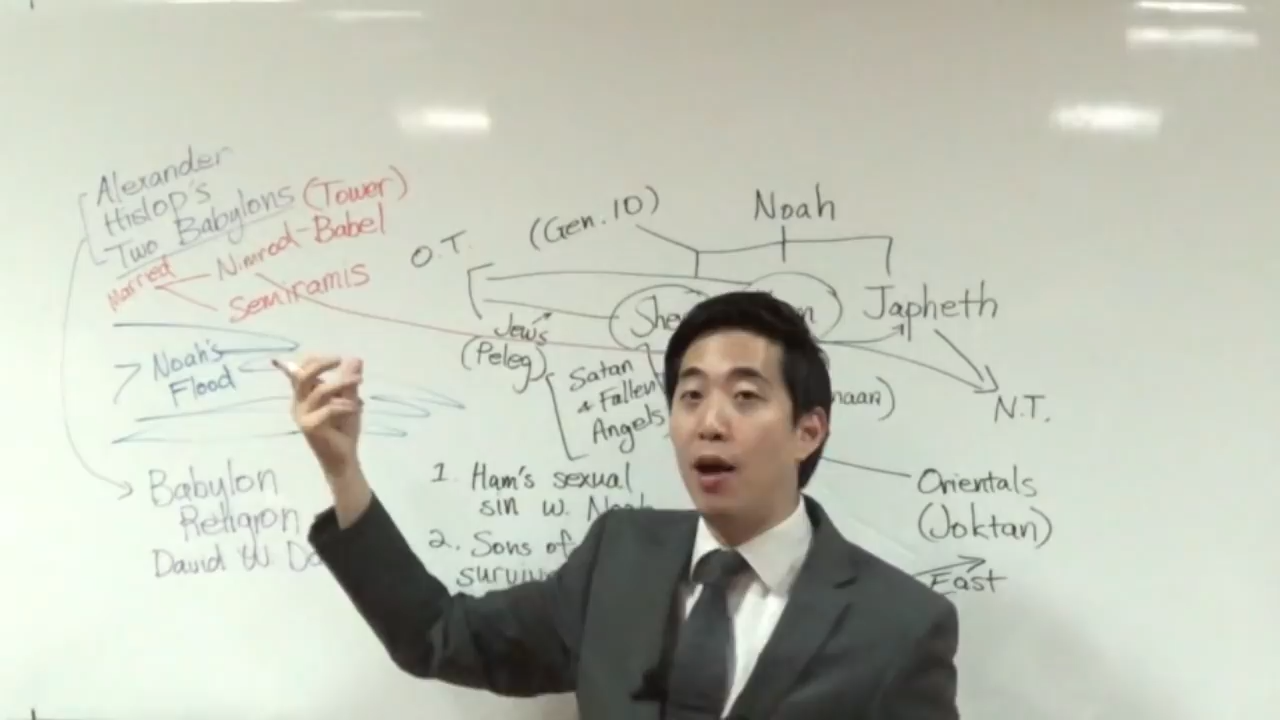 Alexander
Hislop's
Two Babylons (Tower)
Nimrod-Babel
Married
Semiramis
Noah's
Flood
Babylon
Religion
David W
O.T.
(Gen. 10)
Noah
Japheth
Jews
(Peleg)
Satan
& Fallen
Angels
N.T.
1. Ham's sexual
sin w. Noah
2. Sons of
Orientals
(Joktan)
East